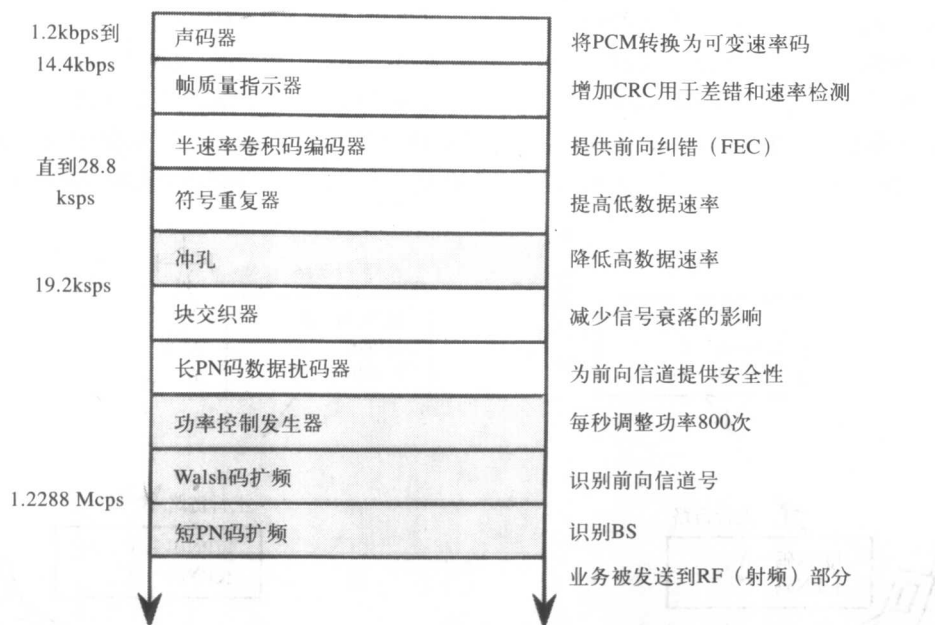 1.2kbps到
14.4kbps
声码器
将PCM转换为可变速率码
帧质量指示器
增加CRC用于差错和速率检测
半速率卷积码编码器
提供前向纠错（FEC）
直到28.8
ksps
符号重复器
提高低数据速率
冲孔
降低高数据速率
19.2ksps
块交织器
减少信号衰落的影响
长PN码数据扰码器
为前向信道提供安全性
功率控制发生器
每秒调整功率800次
Walsh码扩频
识别前向信道号
1.2288 Mcps
短PN码扩频
识别BS
业务被发送到RF（射频）部分